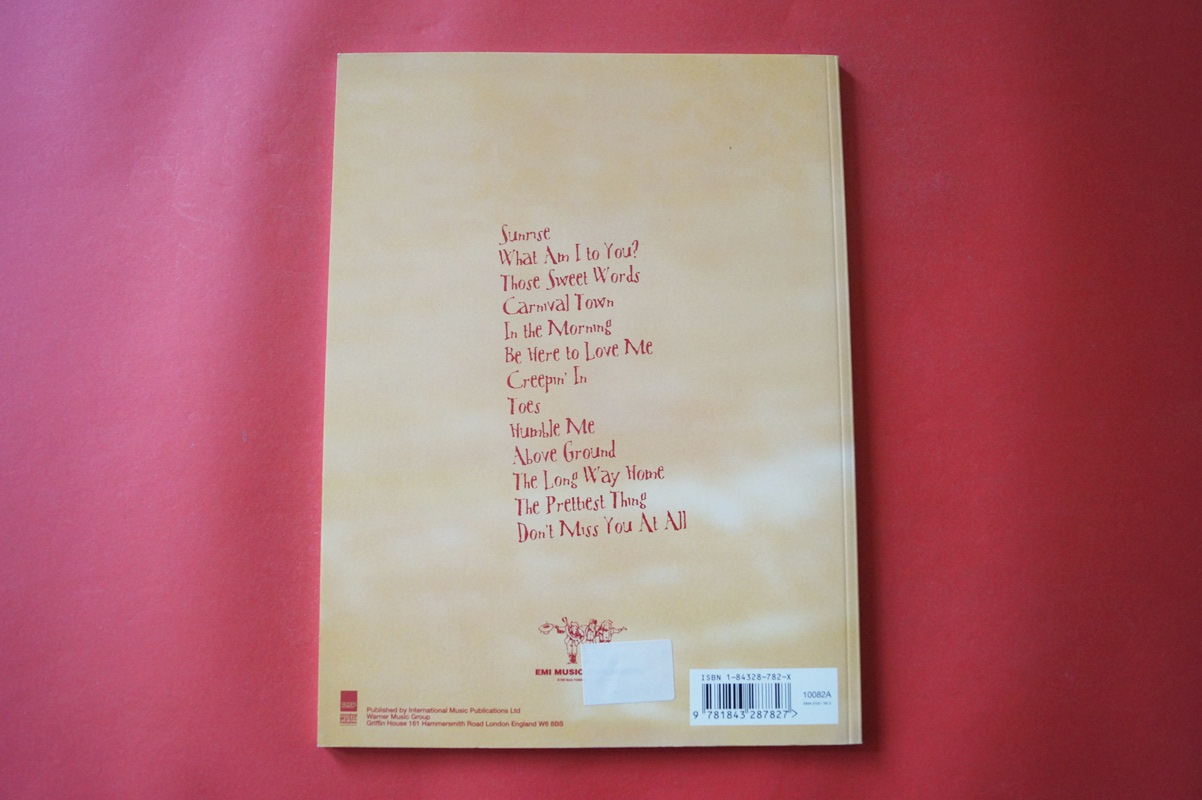 Sunrise
What Am I to You?
Those Sweet Words
Carnival Town
In the Morning
Be Here to Love Me
Creepin' In
Toes
Humble Me
Above Ground
The Long Way Home
The Prettiest Thing
Don't Miss You At All
EMI MUSIC
ISBN 1-84328-782-X
10082A
9 781843 287827 >
Published by International Music Publications Ltd
Warner Music Group
Griffin House 161 Hammersmith Road London England W6 8BS